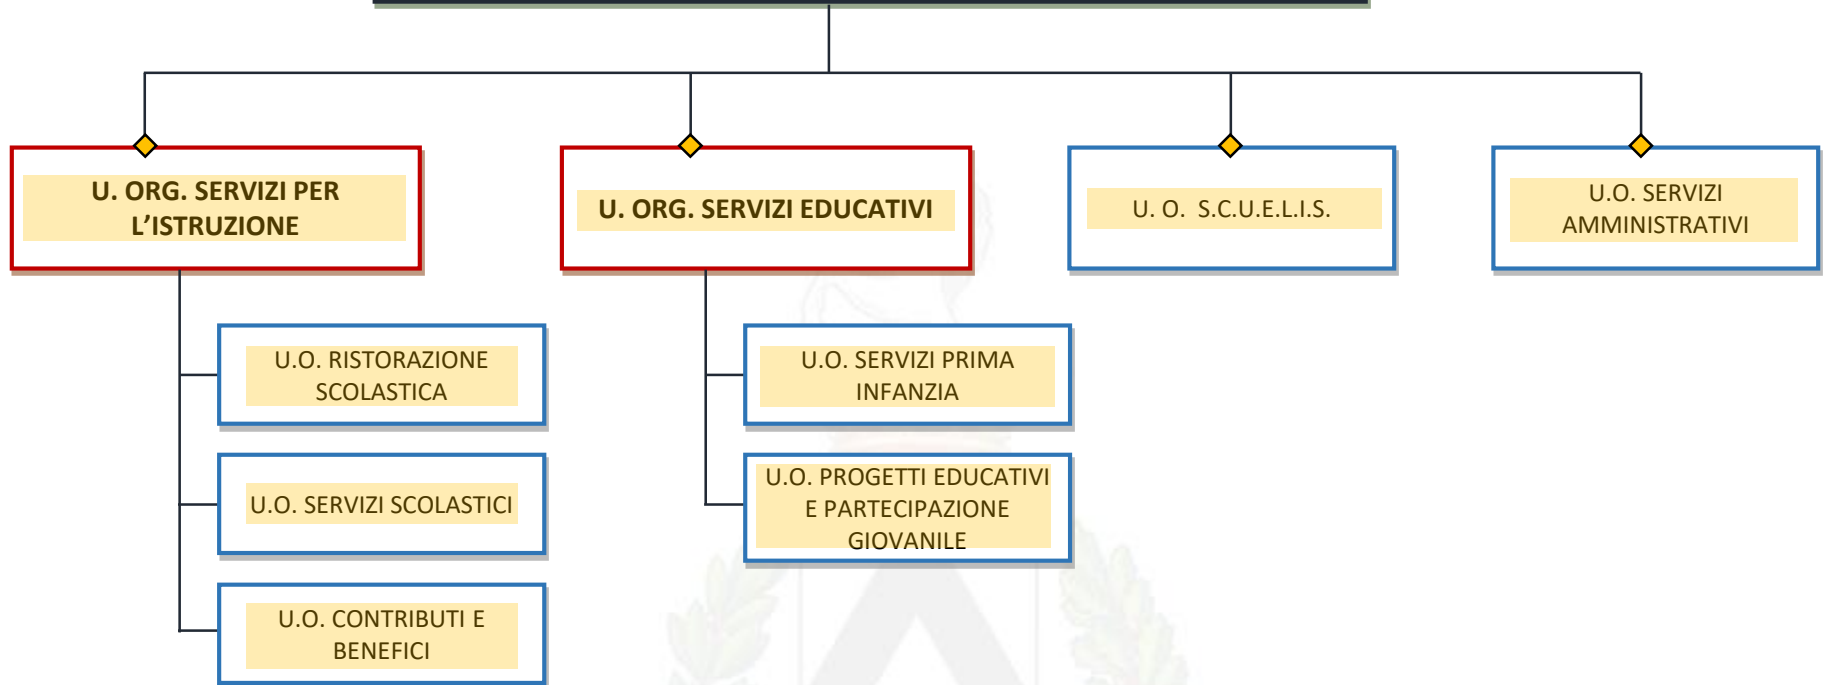 U. ORG. SERVIZI PER
L’ISTRUZIONE
U. ORG. SERVIZI EDUCATIVI
U. O. S.C.U.E.L.I.S.
U.O. SERVIZI
AMMINISTRATIVI
U.O. RISTORAZIONE
SCOLASTICA
U.O. SERVIZI PRIMA
INFANZIA
U.O. SERVIZI SCOLASTICI
U.O. PROGETTI EDUCATIVI
E PARTECIPAZIONE
GIOVANILE
U.O. CONTRIBUTI E
BENEFICI